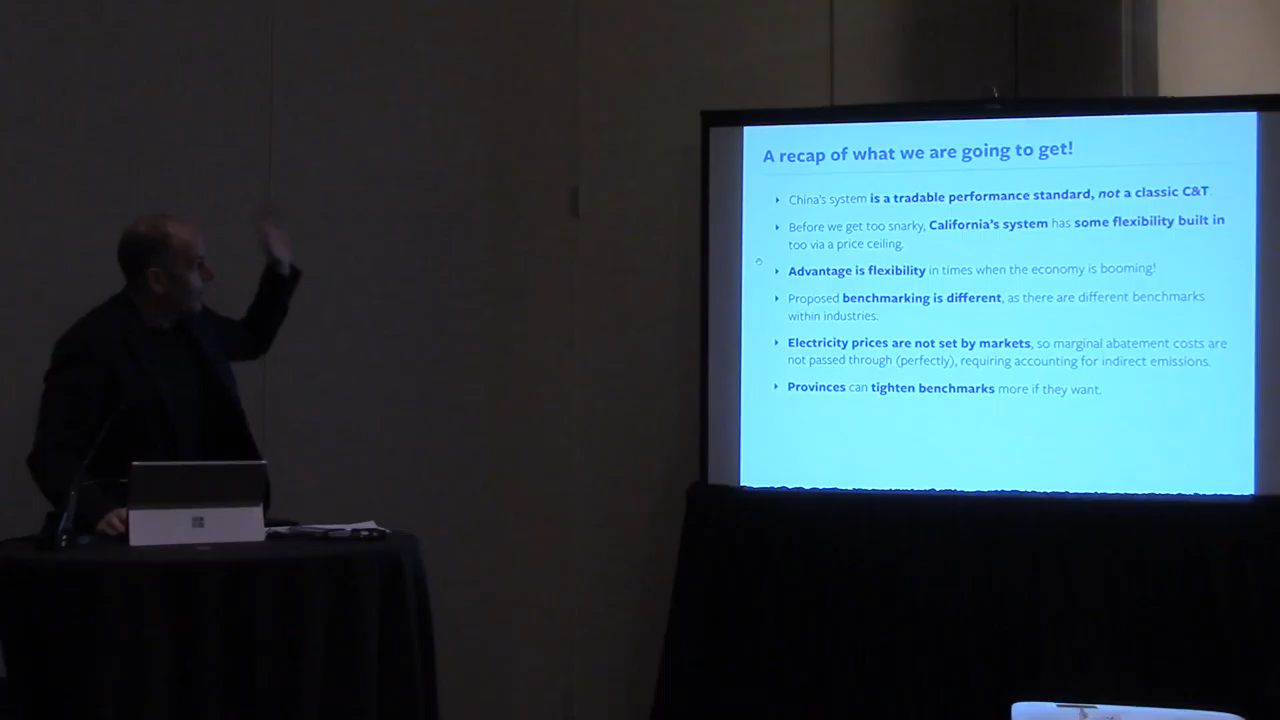 A recap of what we are going to get!
China's system is a tradable performance standard, not a classic C&T.
Before we get too snarky, California's system has some flexibility built in
too via a price ceiling.
Advantage is flexibility in times when the economy is booming!
Proposed benchmarking is different, as there are different benchmarks
within industries.
Electricity prices are not set by markets, so marginal abatement costs are
not passed through (perfectly), requiring accounting for indirect emissions.
Provinces can tighten benchmarks more if they want.